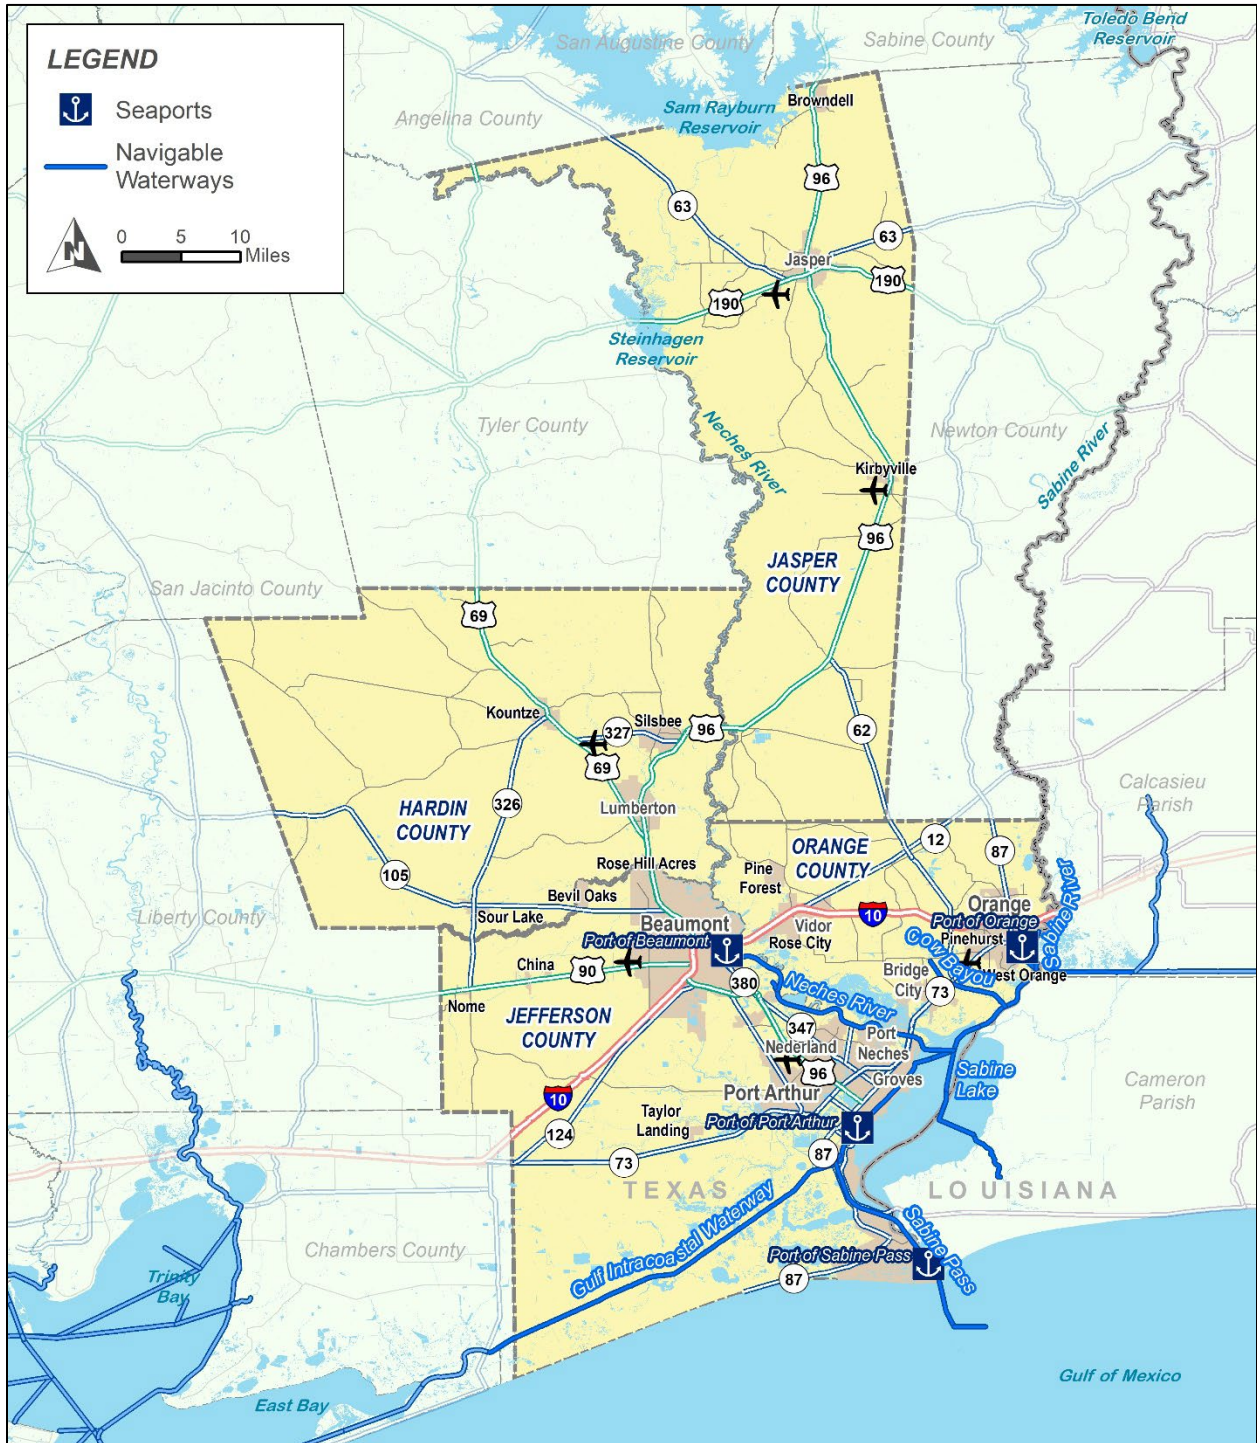 LEGEND
Seaports
Navigable
Waterways
N
0 5 10
Miles
Toledo Bend
Reservoir
San Augustine County
Sabine County
Angelina County
Sam Rayburn
Reservoir
Browndell
96
63
63
Jasper
190
190
Steinhagen
Reservoir
Neches River
Tyler County
Newton County
Sabine River
Kirbyville
96
JASPER
COUNTY
San Jacinto County
69
Kountze
Silsbee
327
96
62
69
Calcasieu
Parish
HARDIN
COUNTY
326
Lumberton
ORANGE
COUNTY
12
87
Rose Hill Acres
Pine
Forest
105
Bevil Oaks
Liberty County
Sour Lake
Beaumont
Port of Beaumont
10
Vidor
Rose City
Orange
Port of Orange
Pinehurst
West Orange
Sabine River
Cow Bayou
China
90
380
Neches River
Bridge
City
73
Nome
JEFFERSON
COUNTY
347
Nederland
Port
Neches
96
Groves
Sabine
Lake
Cameron
Parish
10
Port Arthur
Taylor
Landing
Port of Port Arthur
124
73
87
TEXAS
LOUISIANA
Chambers County
Gulf Intracoastal Waterway
Sabine Pass
Port of Sabine Pass
87
Trinity
Bay
East Bay
Gulf of Mexico